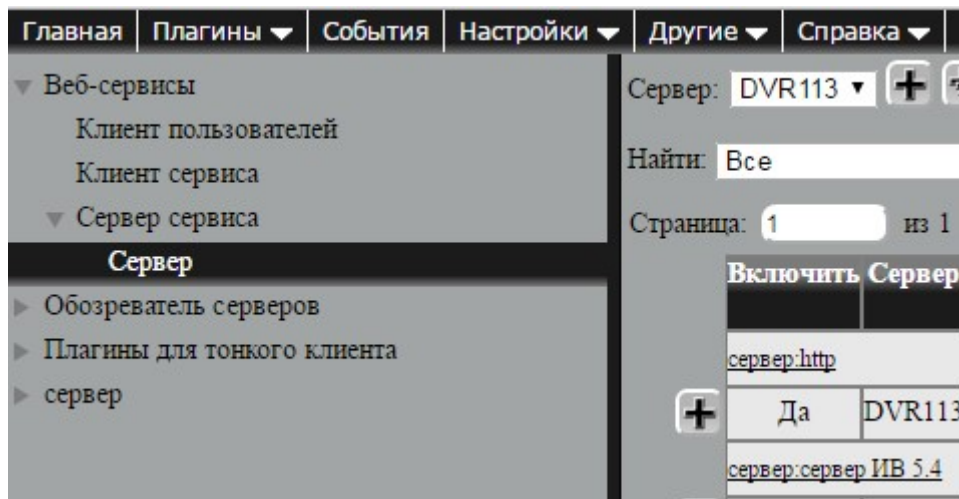 Главная Плагины События Настройки Другие Справка
Веб-сервисы
Клиент пользователей
Клиент сервиса
Сервер сервиса
Сервер
Обозреватель серверов
Плагины для тонкого клиента
сервер
Сервер: DVR113
Найти: Все
Страница: 1 из 1
Включить Сервер
сервер:http
Да DVR113
сервер:сервер ИВ 5.4